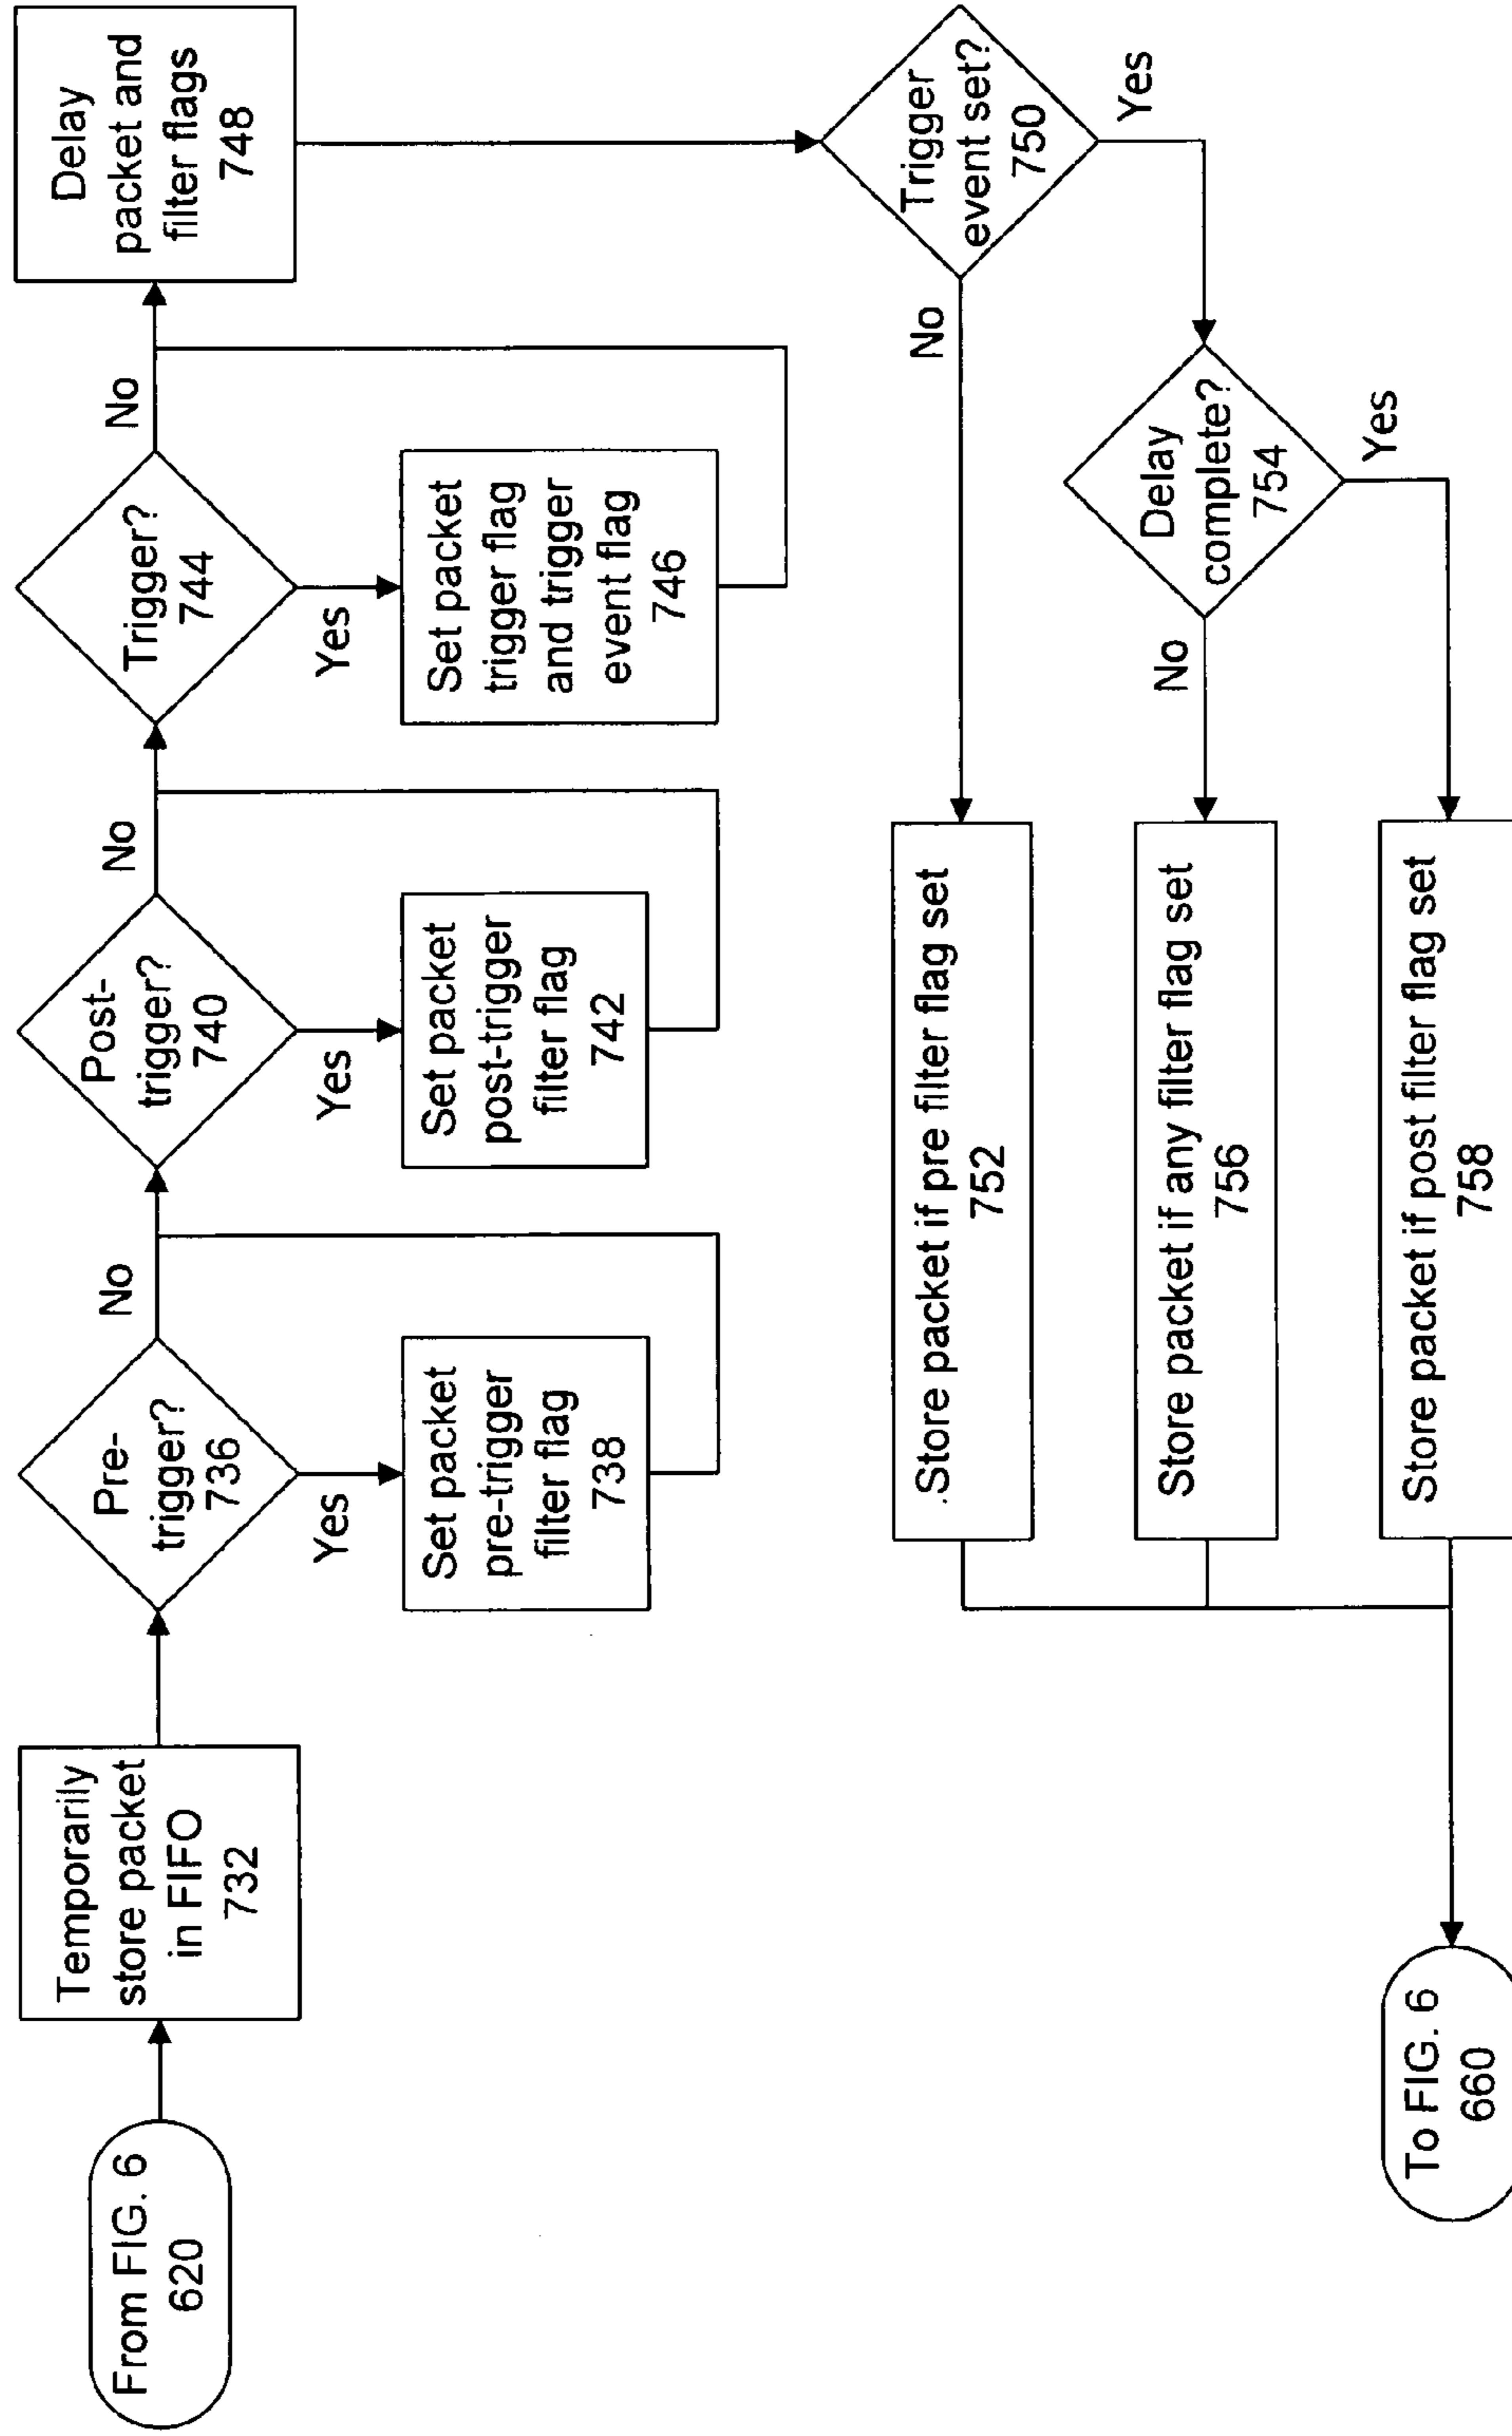 From FIG. 6
620
Temporarily
store packet
in FIFO
732
Pre-
trigger?
736
No
Yes
Set packet
pre-trigger
filter flag
738
Post-
trigger?
740
No
Yes
Set packet
post-trigger
filter flag
742
Trigger?
744
No
Yes
Set packet
trigger flag
and trigger
event flag
746
Delay
packet and
filter flags
748
Trigger
event set?
750
No
Yes
.Store packet if pre filter flag set
752
Delay
complete?
754
No
Yes
Store packet if any filter flag set
756
Store packet if post filter flag set
758
To FIG. 6
660